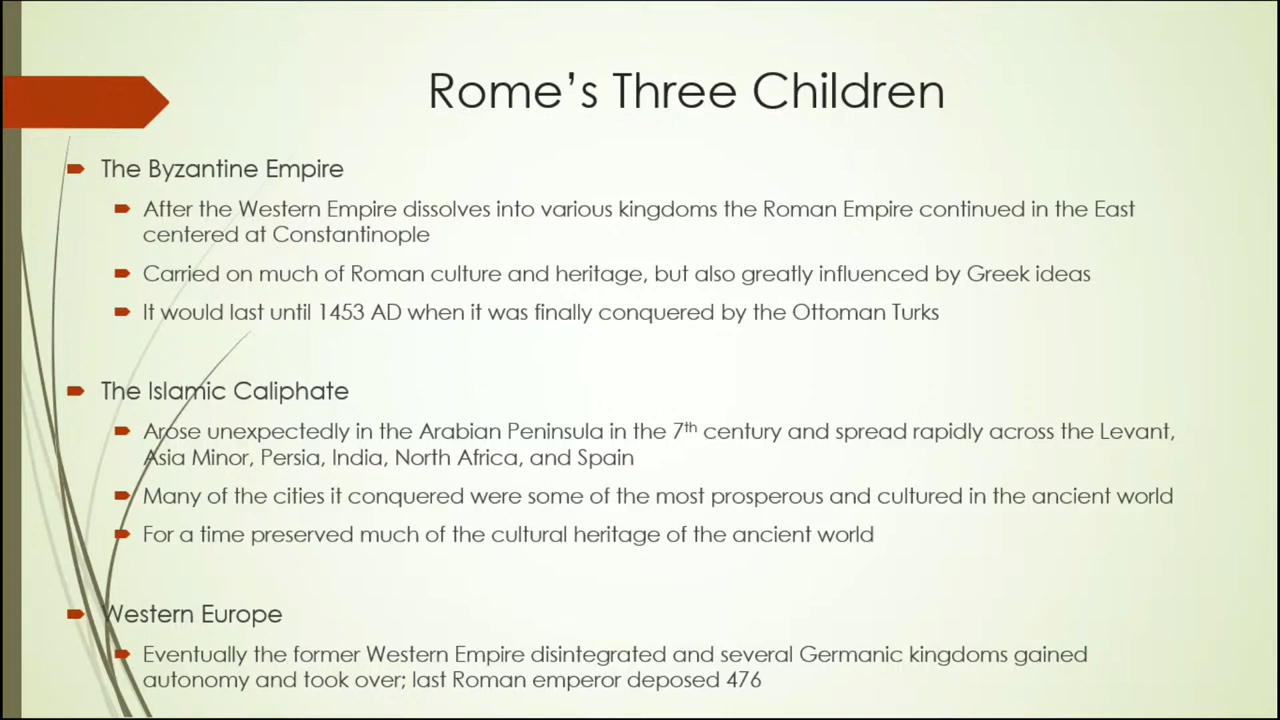 Rome's Three Children
The Byzantine Empire
After the Western Empire dissolves into various kingdoms the Roman Empire continued in the East
centered at Constantinople
Carried on much of Roman culture and heritage, but also greatly influenced by Greek ideas
It would last until 1453 AD when it was finally conquered by the Ottoman Turks
The Islamic Caliphate
Arose unexpectedly in the Arabian Peninsula in the 7th century and spread rapidly across the Levant,
Asia Minor, Persia, India, North Africa, and Spain
Many of the cities it conquered were some of the most prosperous and cultured in the ancient world
For a time preserved much of the cultural heritage of the ancient world
Western Europe
Eventually the former Western Empire disintegrated and several Germanic kingdoms gained
autonomy and took over; last Roman emperor deposed 476